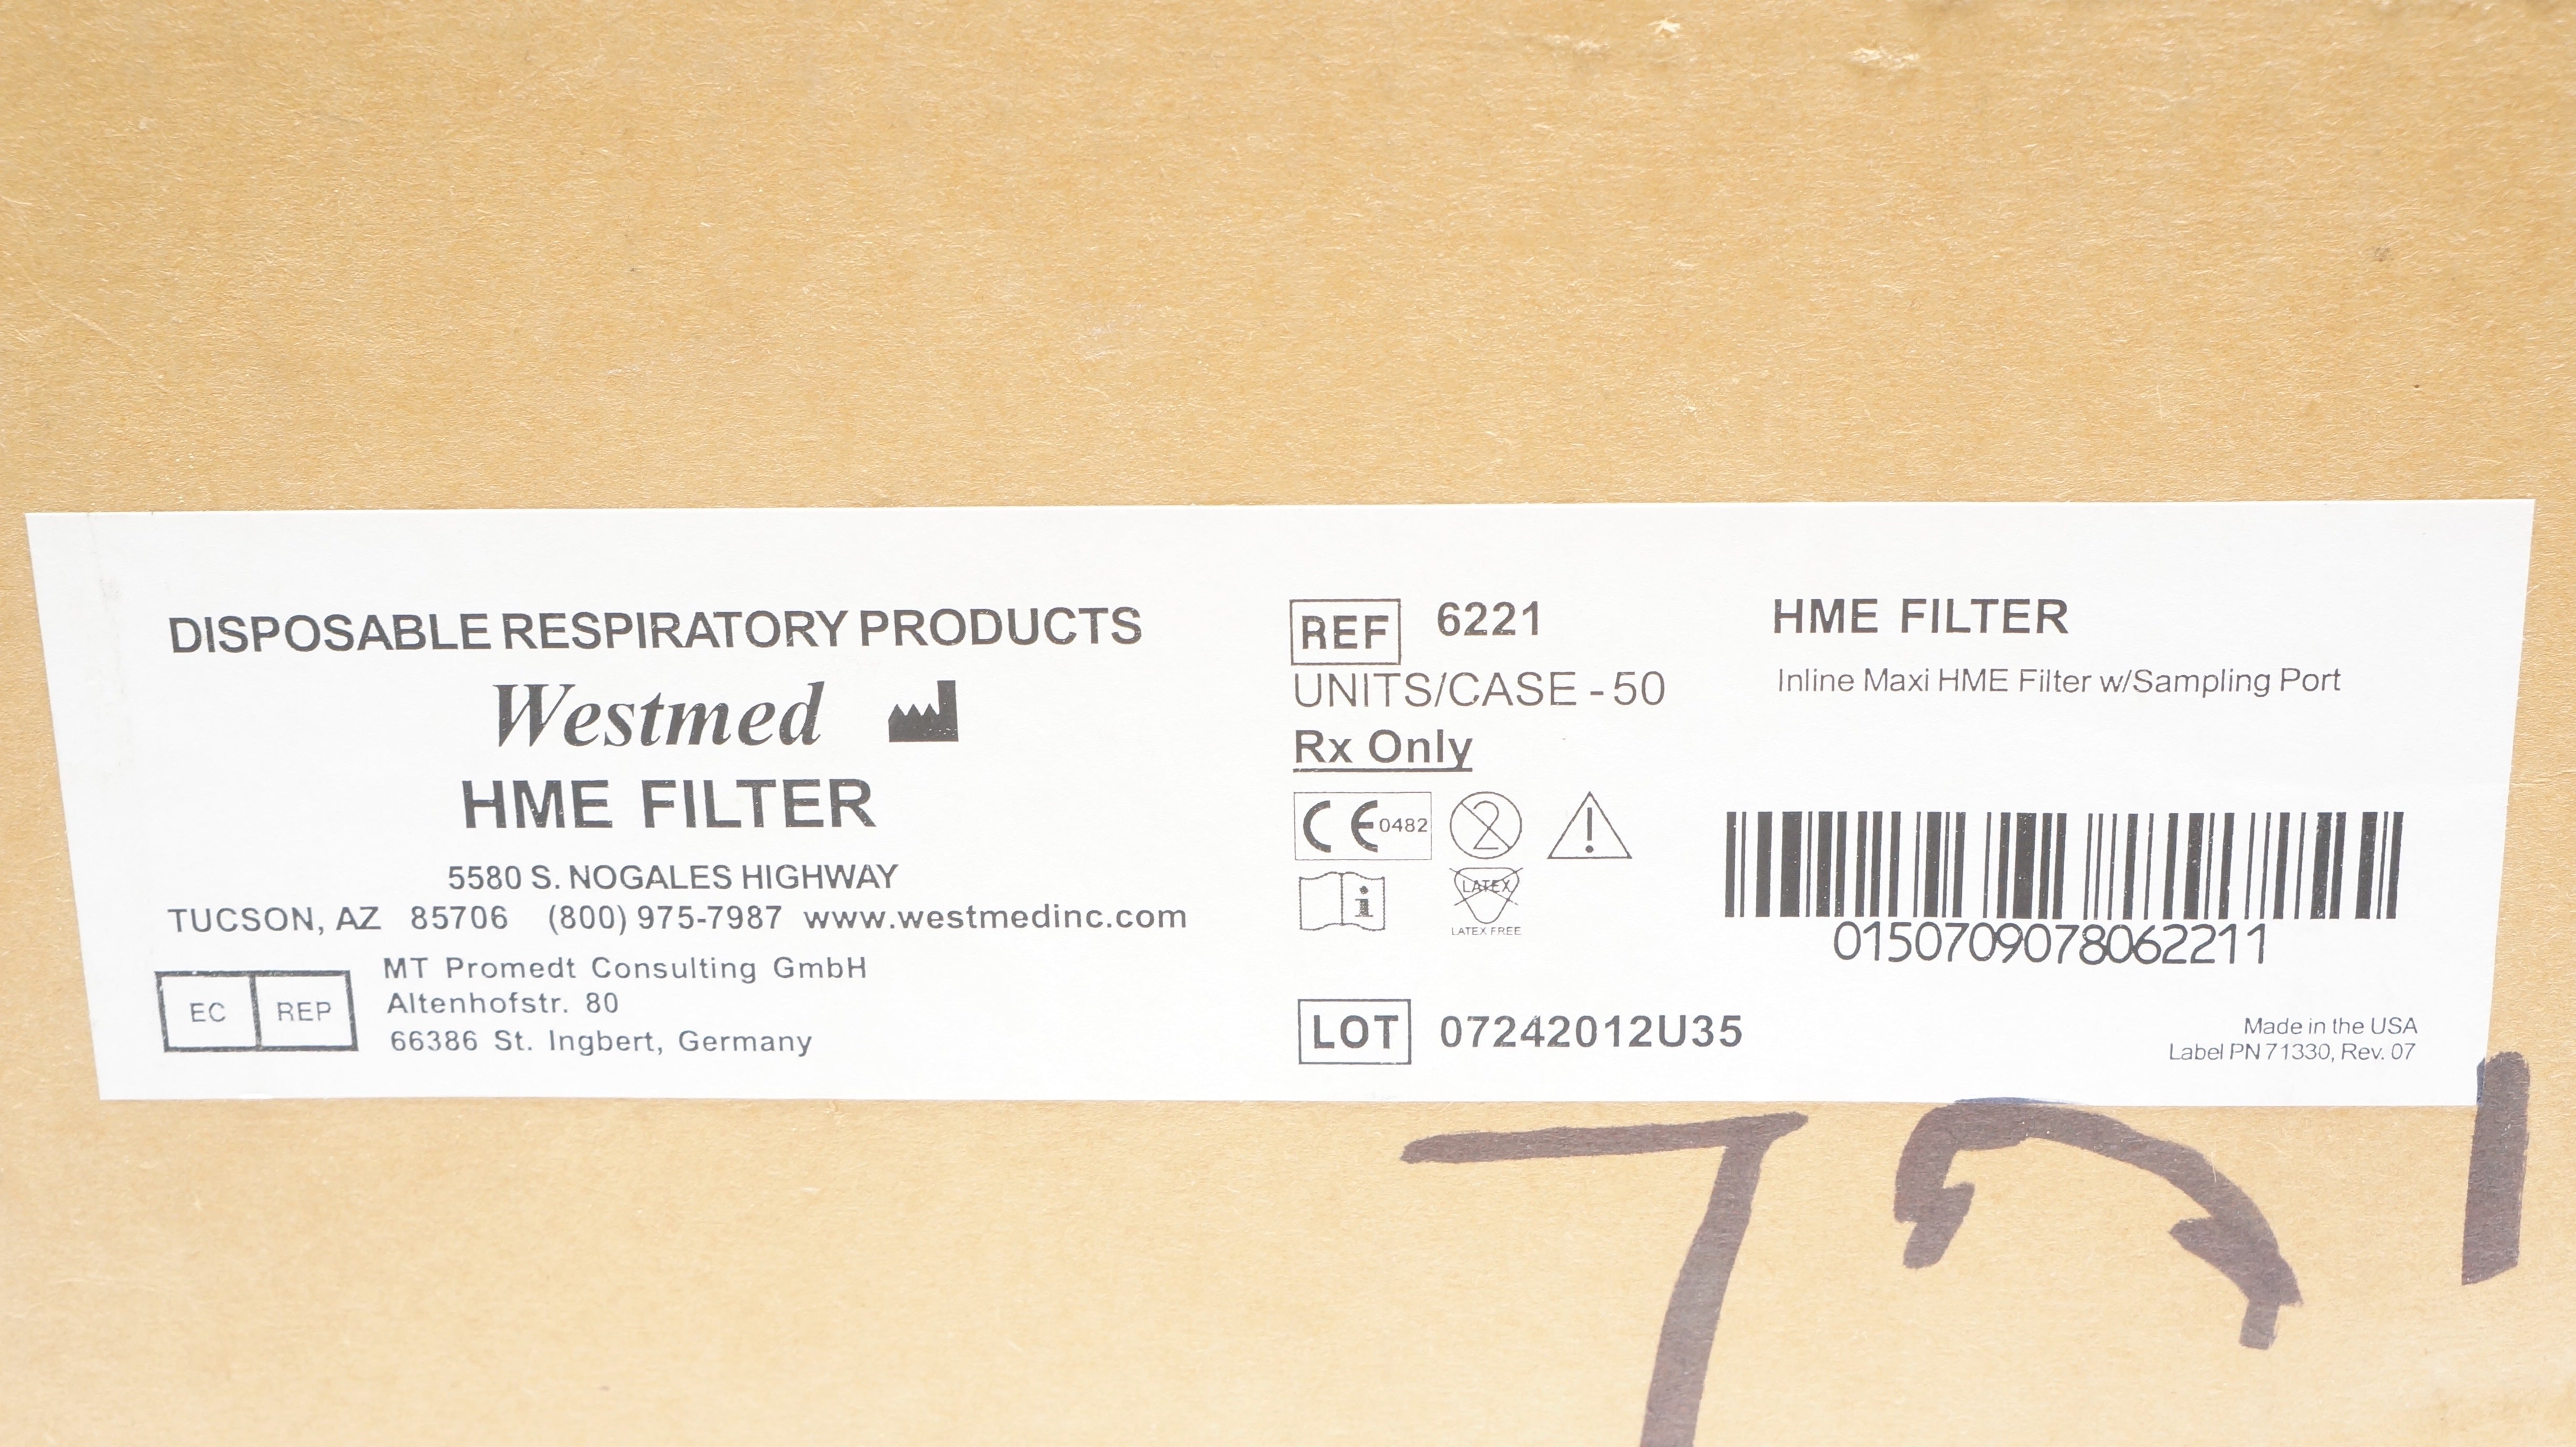 DISPOSABLE RESPIRATORY PRODUCTS
Westmed
HME FILTER
5580 S. NOGALES HIGHWAY
TUCSON, AZ 85706 (800) 975-7987 www.westmedinc.com
EC REP
MT Promedt Consulting GmbH
Altenhofstr. 80
66386 St. Ingbert, Germany
REF 6221
UNITS/CASE - 50
Rx Only
CE 0482
2
!
i
LATEX
LATEX FREE
LOT 07242012U35
HME FILTER
Inline Maxi HME Filter w/Sampling Port
0150709078062211
Made in the USA
Label PN 71330, Rev. 07